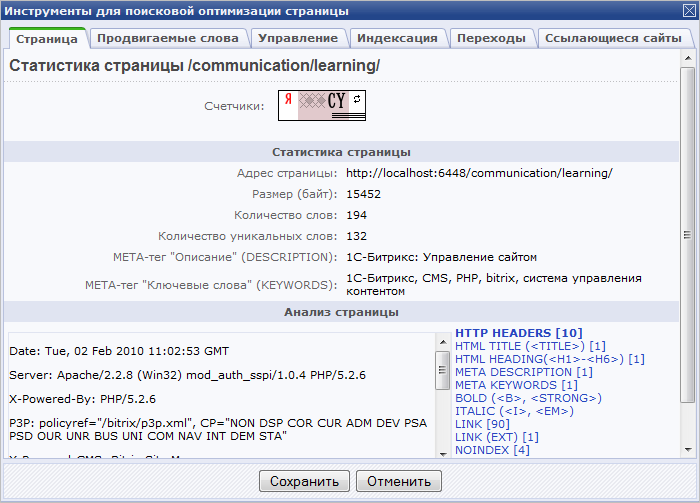 Инструменты для поисковой оптимизации страницы
Страница Продвигаемые слова Управление Индексация Переходы Ссылающиеся сайты
Статистика страницы /communication/learning/
Счетчики: Я CY
Статистика страницы
Адрес страницы: http://localhost:6448/communication/learning/
Размер (байт): 15452
Количество слов: 194
Количество уникальных слов: 132
META-тег "Описание" (DESCRIPTION): 1С-Битрикс: Управление сайтом
META-тег "Ключевые слова" (KEYWORDS): 1С-Битрикс, CMS, PHP, bitrix, система управления
контентом
Анализ страницы
Date: Tue, 02 Feb 2010 11:02:53 GMT
Server: Apache/2.2.8 (Win32) mod_auth_sspi/1.0.4 PHP/5.2.6
X-Powered-By: PHP/5.2.6
P3P: policyref="/bitrix/p3p.xml", CP="NON DSP COR CUR ADM DEV PSA
PSD OUR UNR BUS UNI COM NAV INT DEM STA"
HTTP HEADERS [10]
HTML TITLE (<TITLE>) [1]
HTML HEADING(<H1>-<H6>) [1]
META DESCRIPTION [1]
META KEYWORDS [1]
BOLD (<B>, <STRONG>)
ITALIC (<I>, <EM>)
LINK [90]
LINK (EXT) [1]
NOINDEX [4]
Сохранить Отменить